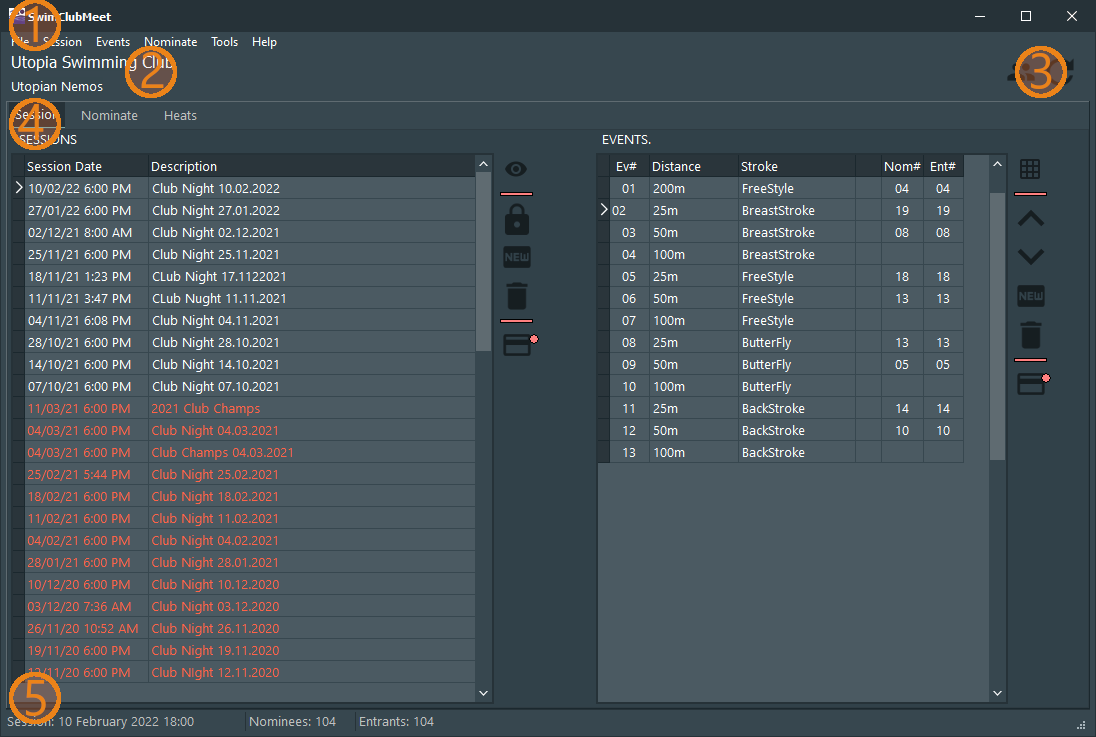 SwimClubMeet
1
File Session Events Nominate Tools Help
Utopia Swimming Club
2
3
Utopian Nemos
Session Nominate Heats
4
SESSIONS
EVENTS.
Session Date Description
Ev# Distance Stroke Nom# Ent#
10/02/22 6:00 PM Club Night 10.02.2022
01 200m FreeStyle 04 04
27/01/22 6:00 PM Club Night 27.01.2022
02 25m BreastStroke 19 19
02/12/21 8:00 AM Club Night 02.12.2021
03 50m BreastStroke 08 08
25/11/21 6:00 PM Club Night 25.11.2021
04 100m BreastStroke
18/11/21 1:23 PM CLub Night 17.1122021
05 25m FreeStyle 18 18
11/11/21 3:47 PM CLub Nught 11.11.2021
06 50m FreeStyle 13 13
04/11/21 6:08 PM Club Night 04.11.2021
07 100m FreeStyle
28/10/21 6:00 PM Club Night 28.10.2021
08 25m ButterFly 13 13
14/10/21 6:00 PM Club Night 14.10.2021
09 50m ButterFly 05 05
07/10/21 6:00 PM Club Night 07.10.2021
10 100m ButterFly
11/03/21 6:00 PM 2021 Club Champs
11 25m BackStroke 14 14
04/03/21 6:00 PM Club Night 04.03.2021
12 50m BackStroke 10 10
04/03/21 6:00 PM Club Champs 04.03.2021
13 100m BackStroke
25/02/21 5:44 PM Club Night 25.02.2021
18/02/21 6:00 PM Club Night 18.02.2021
11/02/21 6:00 PM Club Night 11.02.2021
04/02/21 6:00 PM Club Night 04.02.2021
28/01/21 6:00 PM Club Night 28.01.2021
10/12/20 6:00 PM Club Night 10.12.2020
03/12/20 7:36 AM Club Night 03.12.2020
26/11/20 10:52 AM Club Night 26.11.2020
19/11/20 6:00 PM Club Night 19.11.2020
12/11/20 6:00 PM Club Night 12.11.2020
NEW
NEW
5
Session: 10 February 2022 18:00 Nominees: 104 Entrants: 104